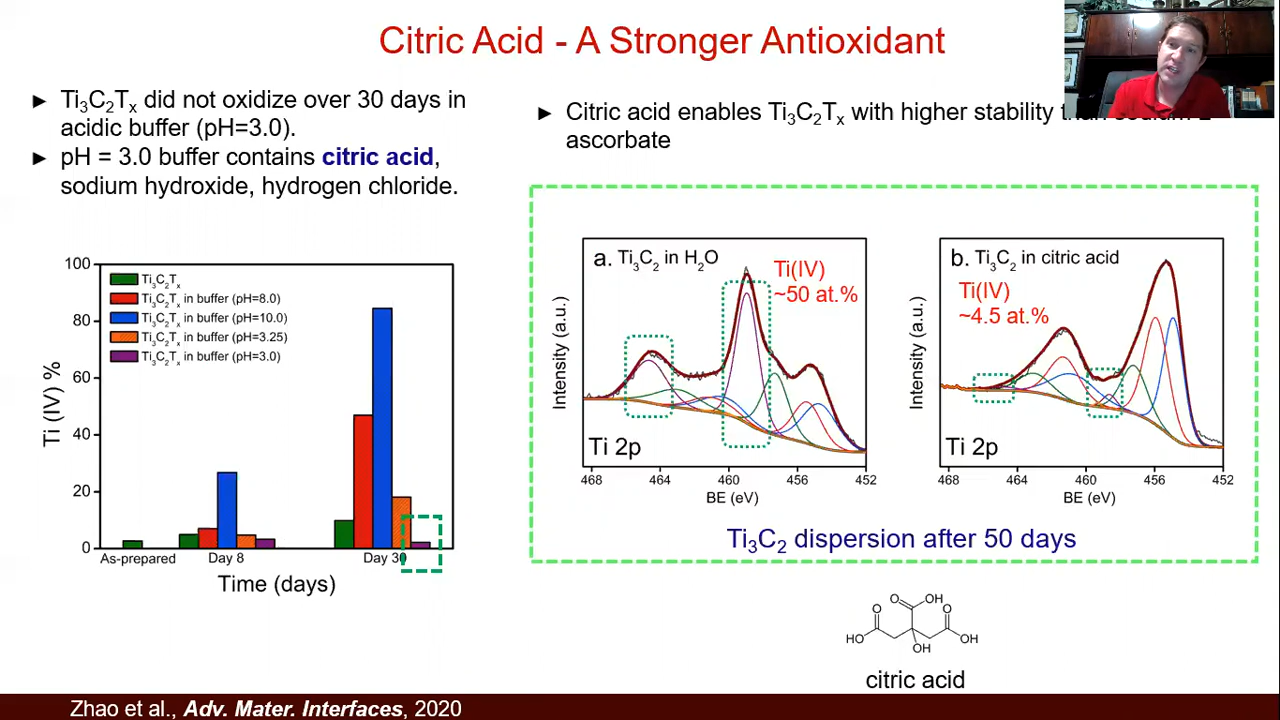 Citric Acid - A Stronger Antioxidant
► Ti3C2Tx did not oxidize over 30 days in
acidic buffer (pH=3.0).
► pH = 3.0 buffer contains citric acid,
sodium hydroxide, hydrogen chloride.
► Citric acid enables Ti3C2Tx with higher stability
ascorbate
100
80
60
40
20
0
Ti (IV) %
Ti3C2Tx
Ti3C2Tx in buffer (pH=8.0)
Ti3C2Tx in buffer (pH=10.0)
Ti3C2Tx in buffer (pH=3.25)
Ti3C2Tx in buffer (pH=3.0)
As-prepared
Day 8
Day 30
Time (days)
a. Ti3C2 in H2O
Ti(IV)
~50 at.%
Intensity (a.u.)
Ti 2p
468 464 460 456 452
BE (eV)
b. Ti3C2 in citric acid
Ti(IV)
~4.5 at.%
Intensity (a.u.)
Ti 2p
468 464 460 456 452
BE (eV)
Ti3C2 dispersion after 50 days
O OH
O O
HO OH
OH
citric acid
Zhao et al., Adv. Mater. Interfaces, 2020